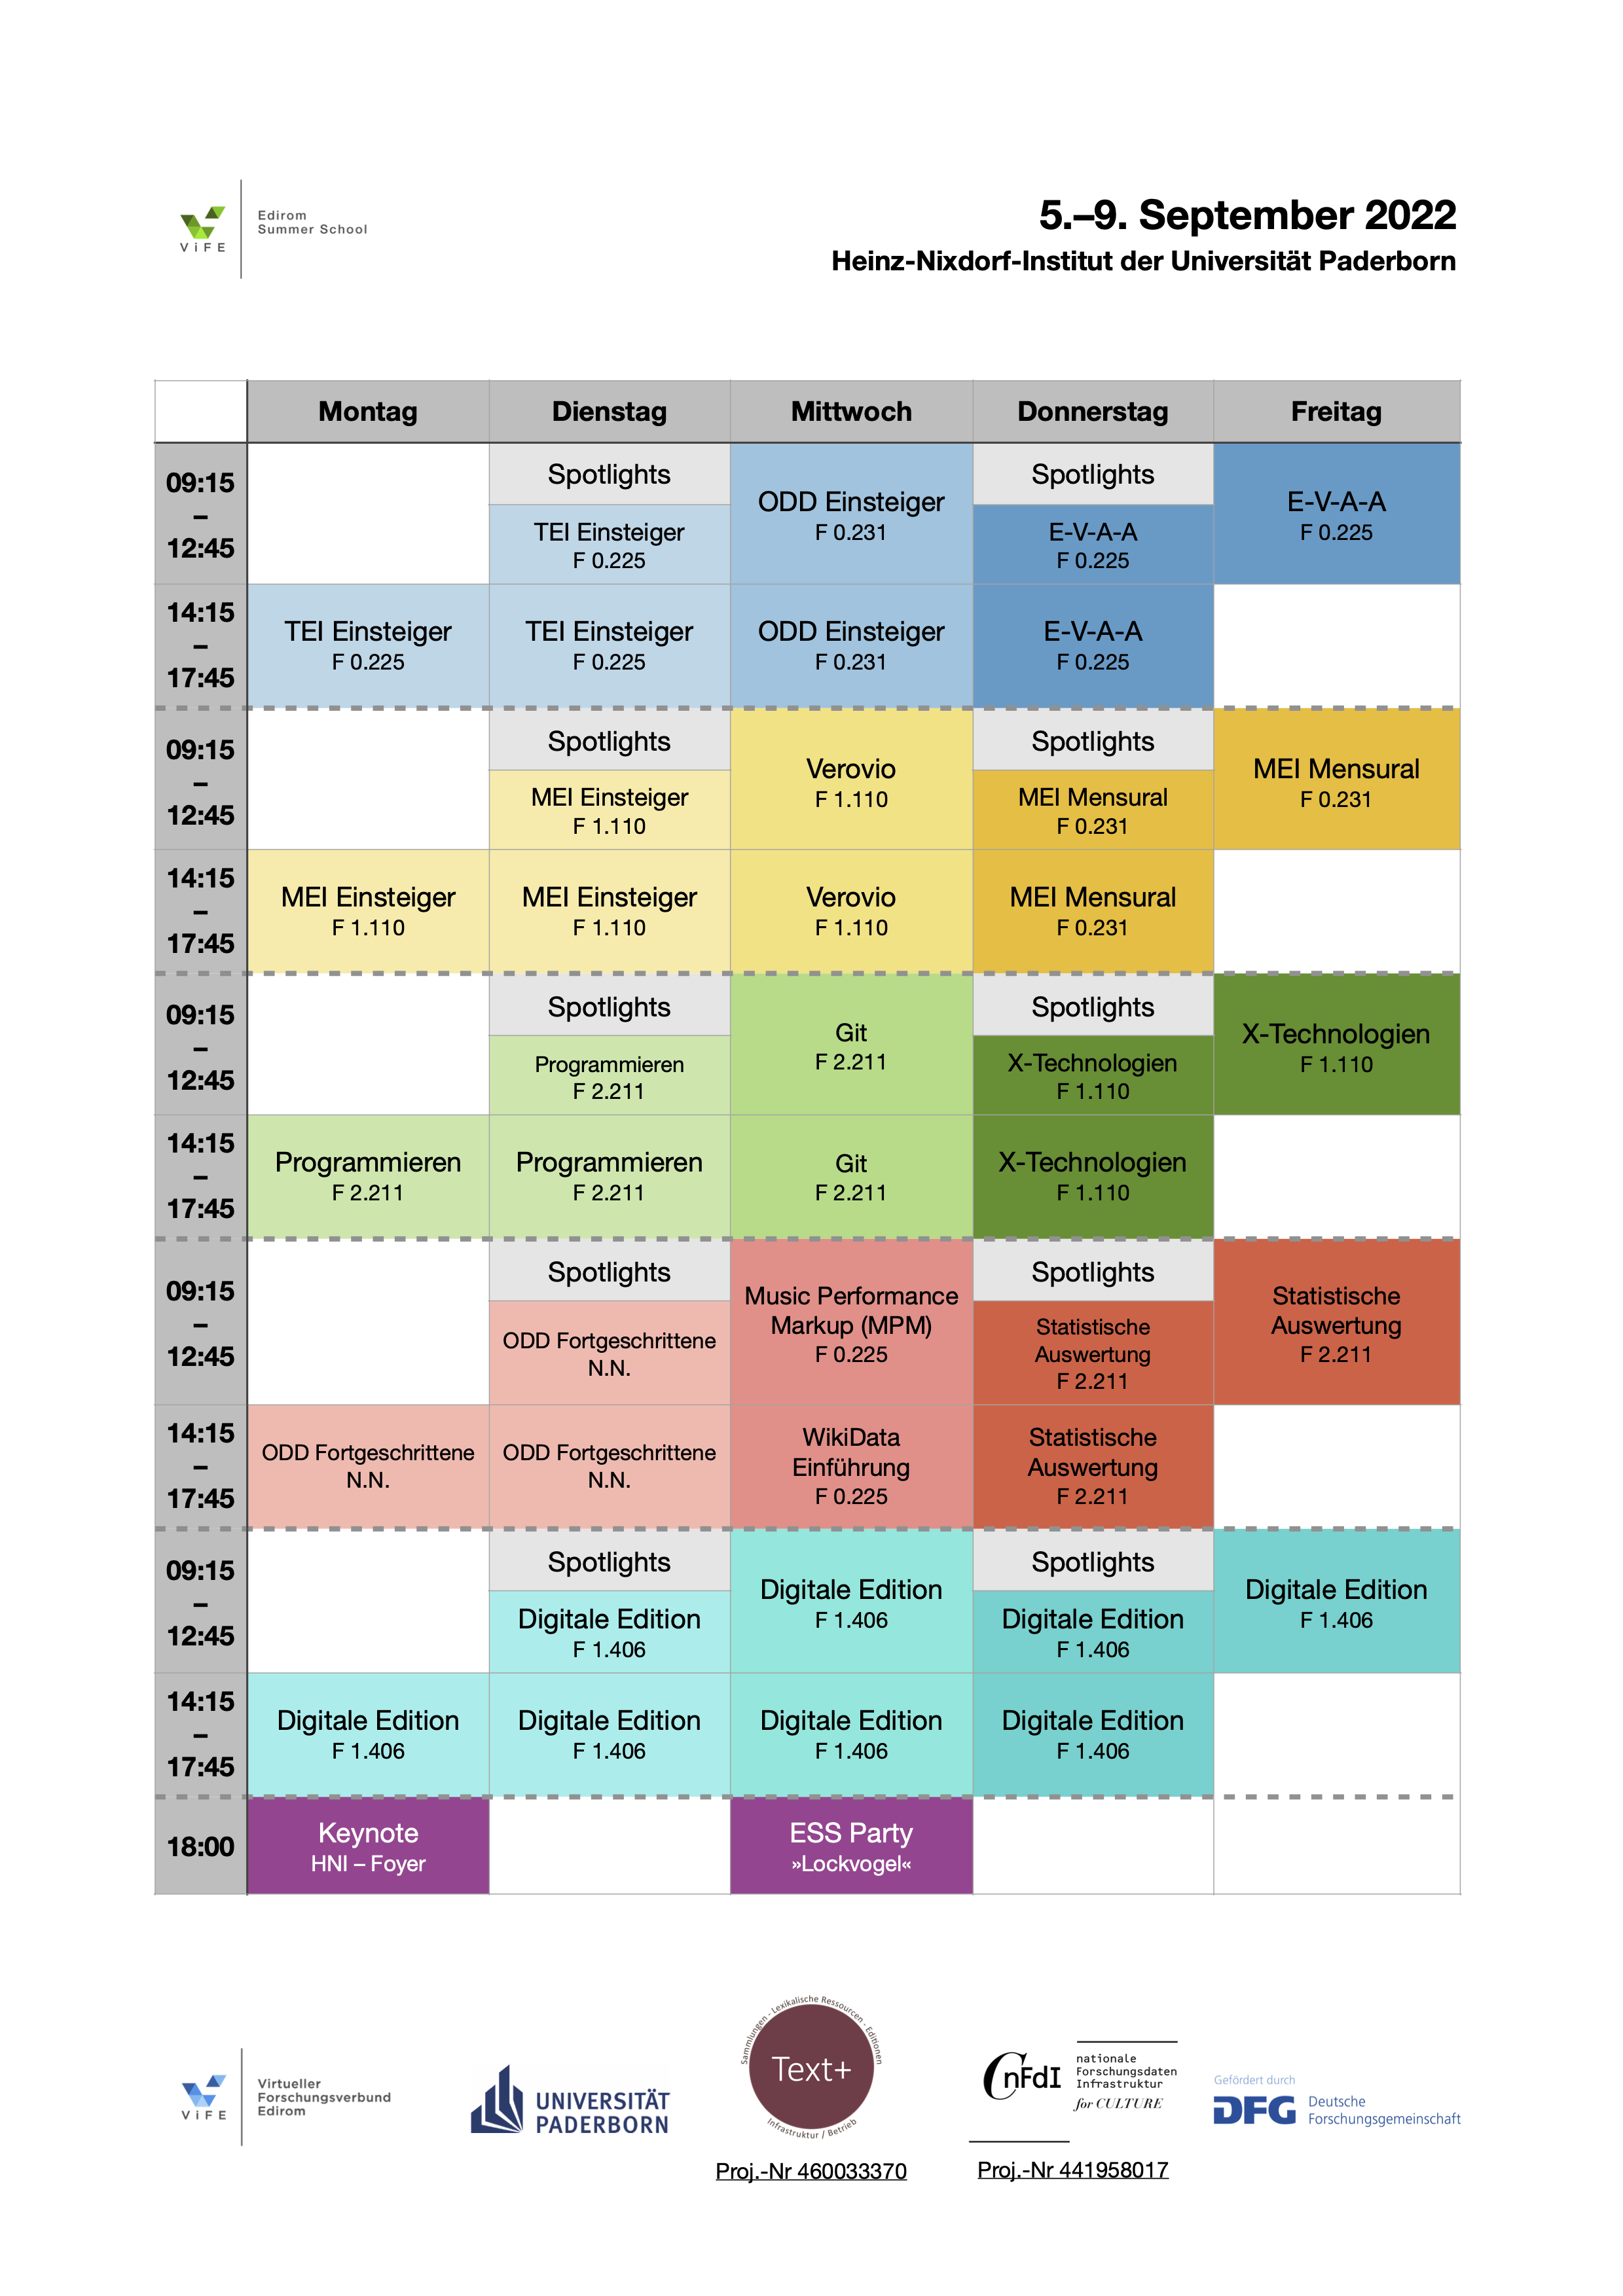 ViFE
Edirom
Summer School
5.–9. September 2022
Heinz-Nixdorf-Institut der Universität Paderborn
Montag Dienstag Mittwoch Donnerstag Freitag
09:15
–
12:45
Spotlights
TEI Einsteiger
F 0.225
ODD Einsteiger
F 0.231
Spotlights
E-V-A-A
F 0.225
E-V-A-A
F 0.225
14:15
–
17:45
TEI Einsteiger
F 0.225
TEI Einsteiger
F 0.225
ODD Einsteiger
F 0.231
E-V-A-A
F 0.225
09:15
–
12:45
Spotlights
MEI Einsteiger
F 1.110
Verovio
F 1.110
Spotlights
MEI Mensural
F 0.231
MEI Mensural
F 0.231
14:15
–
17:45
MEI Einsteiger
F 1.110
MEI Einsteiger
F 1.110
Verovio
F 1.110
MEI Mensural
F 0.231
09:15
–
12:45
Spotlights
Programmieren
F 2.211
Git
F 2.211
Spotlights
X-Technologien
F 1.110
X-Technologien
F 1.110
14:15
–
17:45
Programmieren
F 2.211
Programmieren
F 2.211
Git
F 2.211
X-Technologien
F 1.110
09:15
–
12:45
Spotlights
ODD Fortgeschrittene
N.N.
Music Performance
Markup (MPM)
F 0.225
Spotlights
Statistische
Auswertung
F 2.211
Statistische
Auswertung
F 2.211
14:15
–
17:45
ODD Fortgeschrittene
N.N.
ODD Fortgeschrittene
N.N.
WikiData
Einführung
F 0.225
Statistische
Auswertung
F 2.211
09:15
–
12:45
Spotlights
Digitale Edition
F 1.406
Digitale Edition
F 1.406
Spotlights
Digitale Edition
F 1.406
Digitale Edition
F 1.406
14:15
–
17:45
Digitale Edition
F 1.406
Digitale Edition
F 1.406
Digitale Edition
F 1.406
Digitale Edition
F 1.406
18:00
Keynote
HNI – Foyer
ESS Party
»Lockvogel«
ViFE
Virtueller
Forschungsverbund
Edirom
UNIVERSITÄT
PADERBORN
Sammlungen - Lexikalische Ressourcen - Editionen
Text+
Infrastruktur / Betrieb
Proj.-Nr 460033370
nFdI
nationale
Forschungsdaten
Infrastruktur
for CULTURE
Proj.-Nr 441958017
Gefördert durch
DFG
Deutsche
Forschungsgemeinschaft